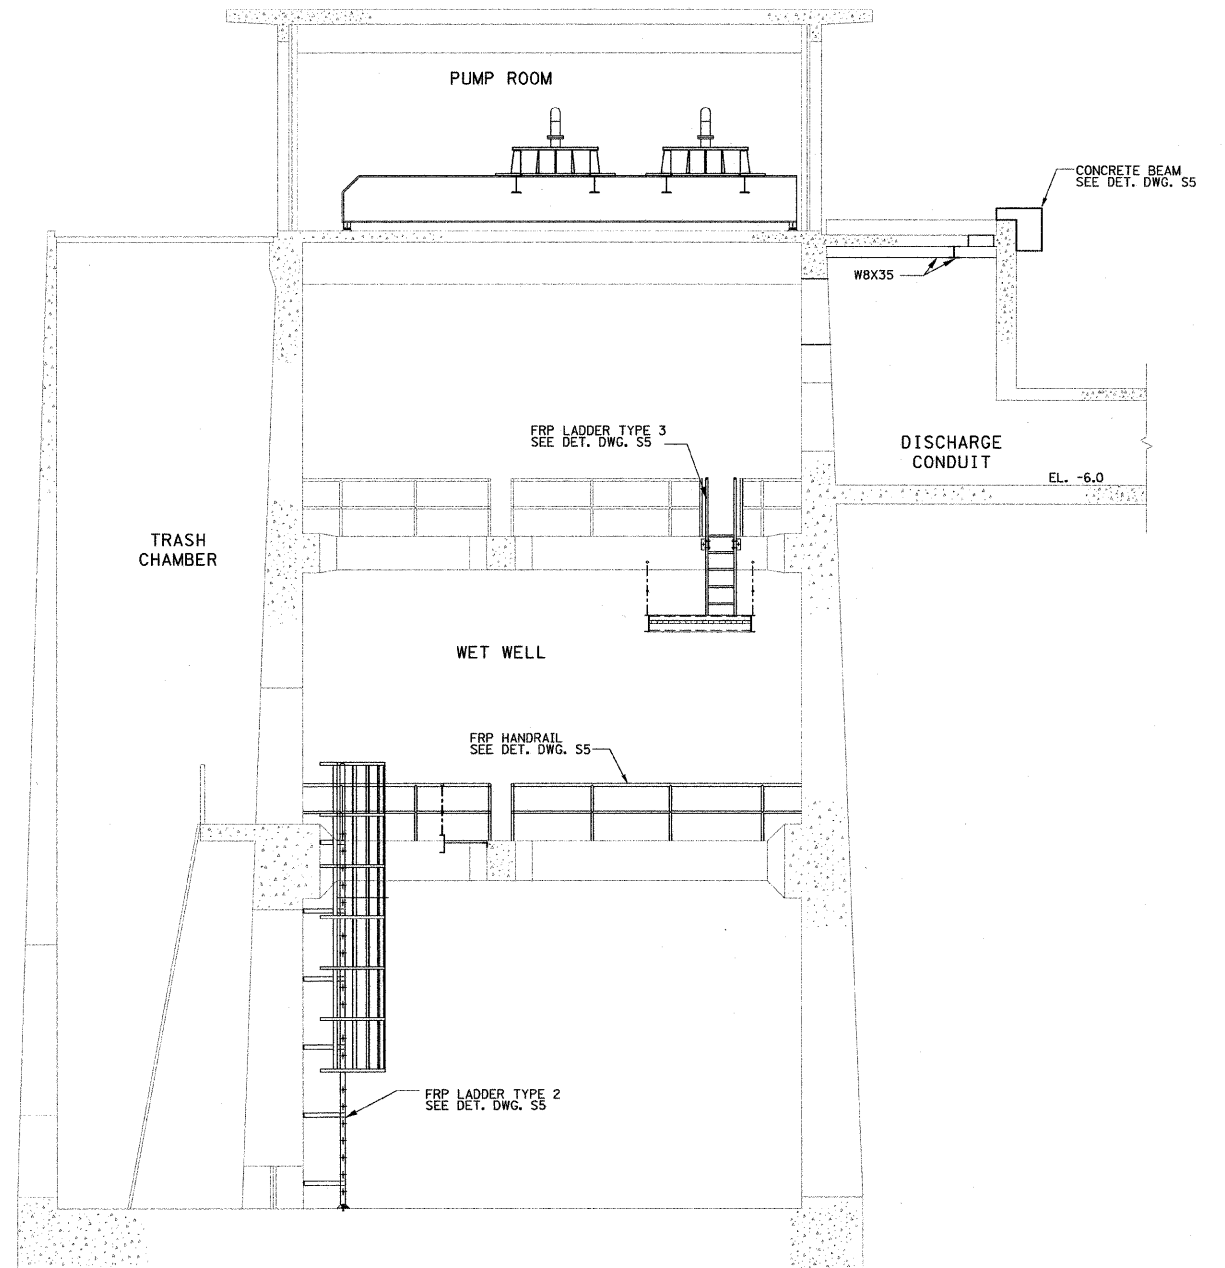 PUMP ROOM
CONCRETE BEAM
SEE DET. DWG. S5
W8X35
FRP LADDER TYPE 3
SEE DET. DWG. S5
DISCHARGE
CONDUIT
EL. -6.0
TRASH
CHAMBER
WET WELL
FRP HANDRAIL
SEE DET. DWG. S5
FRP LADDER TYPE 2
SEE DET. DWG. S5